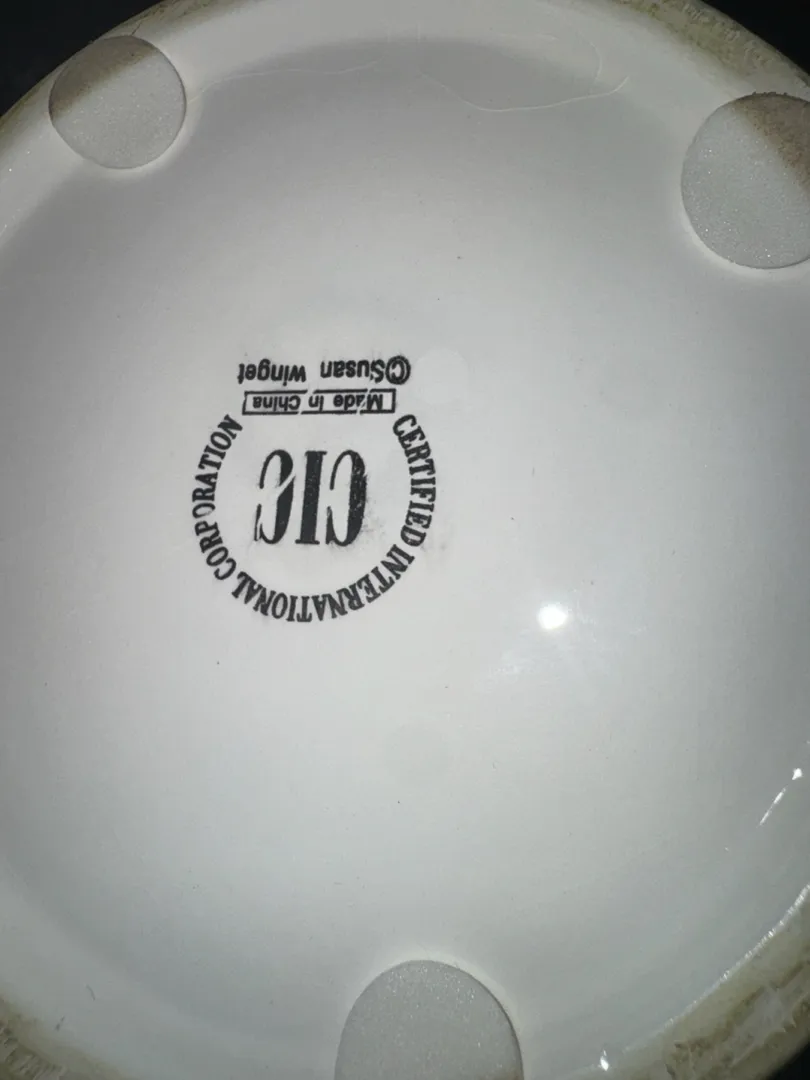 CERTIFIED INTERNATIONAL CORPORATION
CIC
Made in China
©Susan Winget